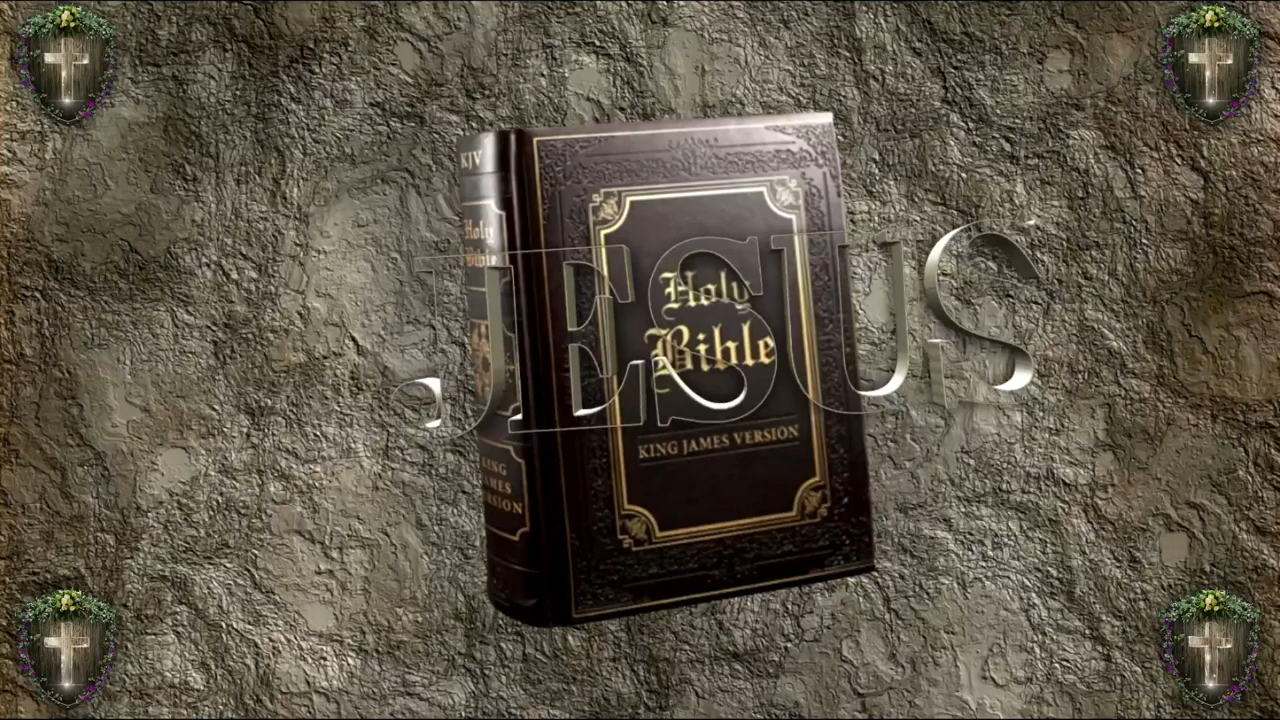 KJV
Holy
Bible
KING
JAMES
VERSION
JESUS
Holy
Bible
KING JAMES VERSION